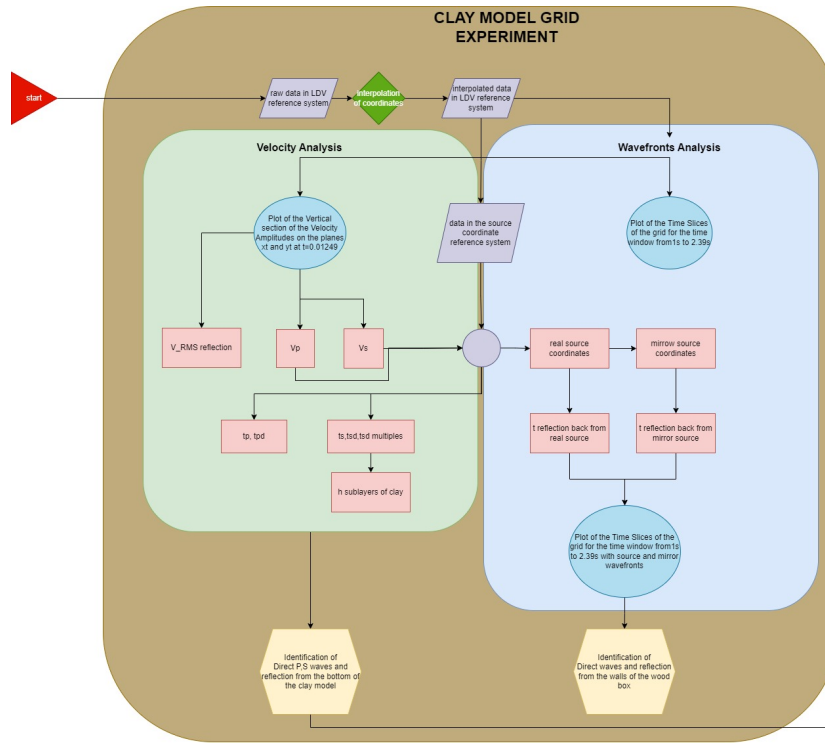 CLAY MODEL GRID
EXPERIMENT
start
raw data in LDV
reference system
interpolation
of coordinates
interpolated data
in LDV reference
system
Velocity Analysis
Wavefronts Analysis
Plot of the Vertical
section of the Velocity
Amplitudes on the planes
xt and yt at t=0.01249
data in the source
coordinate
reference system
Plot of the Time Slices
of the grid for the time
window from1s to 2.39s
V_RMS reflection
Vp
Vs
real source
coordinates
mirrow source
coordinates
tp, tpd
ts,tsd,tsd multiples
t reflection back from
real source
t reflection back from
mirror source
h sublayers of clay
Plot of the Time Slices of the
grid for the time window from1s
to 2.39s with source and mirror
wavefronts
Identification of
Direct P,S waves and
reflection from the bottom of
the clay model
Identification of
Direct waves and reflection
from the walls of the wood
box